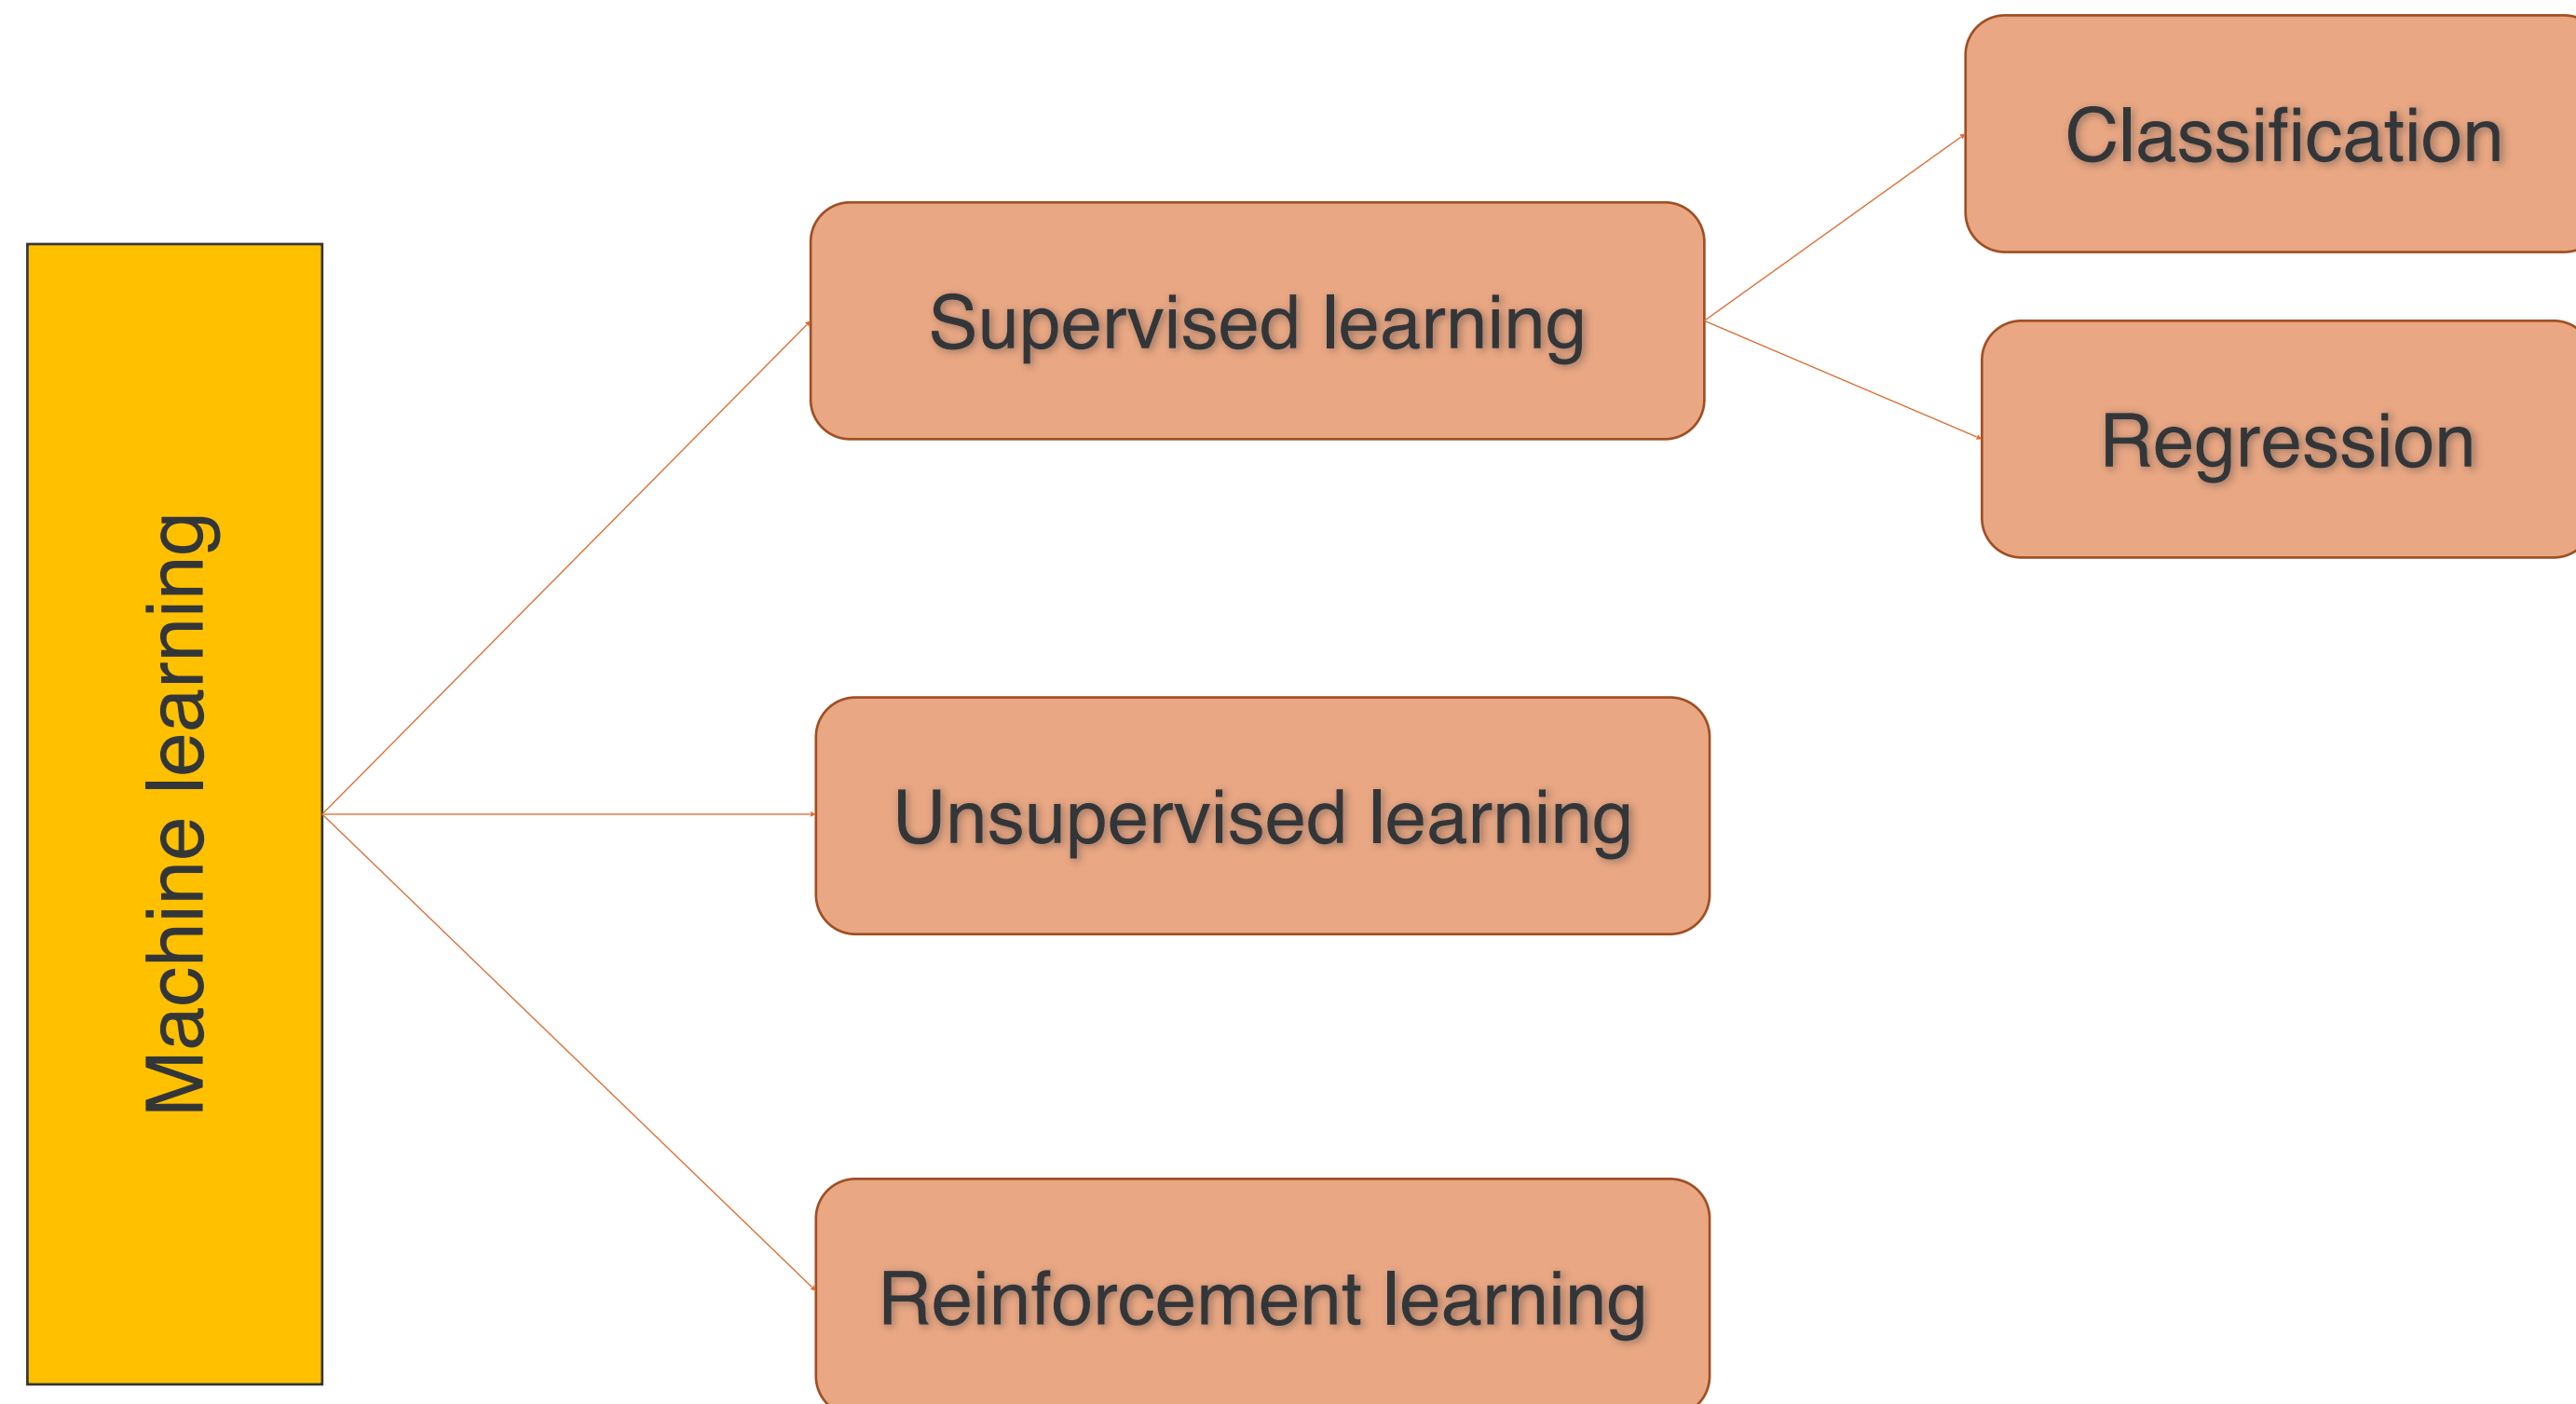 Machine learning
Supervised learning
Classification
Regression
Unsupervised learning
Reinforcement learning